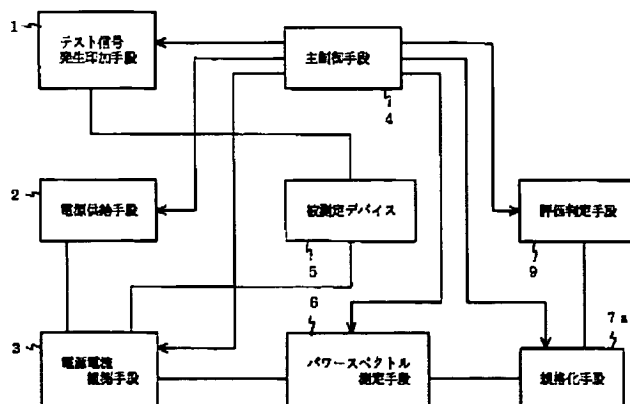 1
テスト信号
発生印加手段
主制御手段
4
2
電源供給手段
被測定デバイス
評価判定手段
5
9
6
7a
3
電源電流
観測手段
パワースペクトル
測定手段
規格化手段